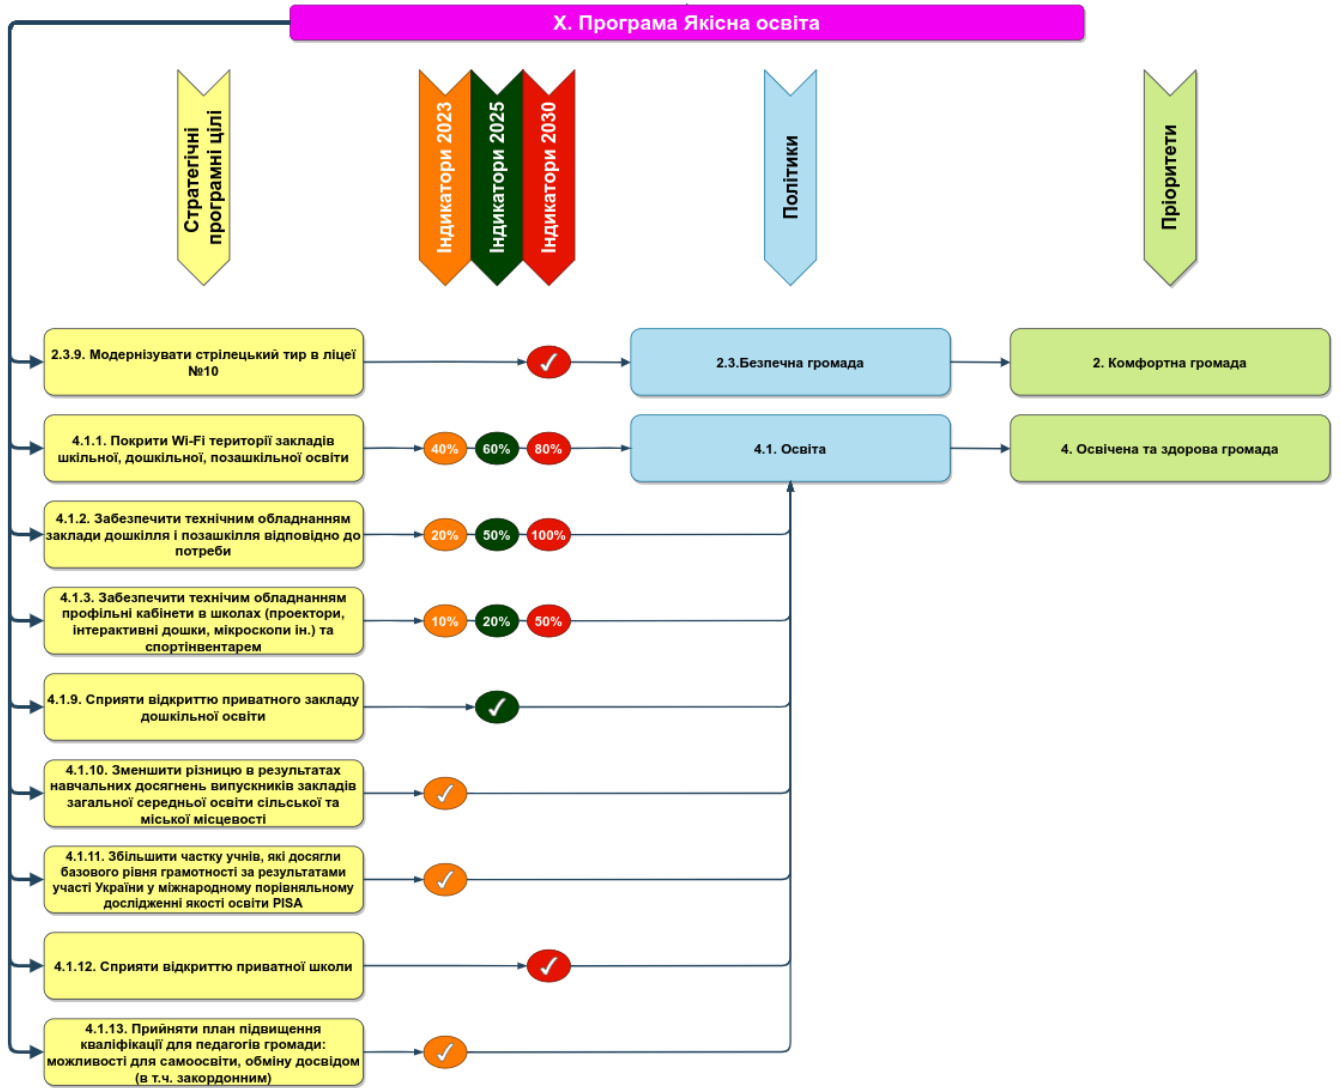 X. Програма Якісна освіта
Стратегічні
програмні цілі
Індикатори 2023
Індикатори 2025
Індикатори 2030
Політики
Пріоритети
2.3.9. Модернізувати стрілецький тир в ліцеї
№10
2.3.Безпечна громада
2. Комфортна громада
4.1.1. Покрити Wi-Fi території закладів
шкільної, дошкільної, позашкільної освіти
40%
60%
80%
4.1. Освіта
4. Освічена та здорова громада
4.1.2. Забезпечити технічним обладнанням
заклади дошкілля і позашкілля відповідно до
потреби
20%
50%
100%
4.1.3. Забезпечити технічим обладнанням
профільні кабінети в школах (проектори,
інтерактивні дошки, мікроскопи ін.) та
спортінвентарем
10%
20%
50%
4.1.9. Сприяти відкриттю приватного закладу
дошкільної освіти
4.1.10. Зменшити різницю в результатах
навчальних досягнень випускників закладів
загальної середньої освіти сільської та
міської місцевості
4.1.11. Збільшити частку учнів, які досягли
базового рівня грамотності за результатами
участі України у міжнародному порівняльному
дослідженні якості освіти PISA
4.1.12. Сприяти відкриттю приватної школи
4.1.13. Прийняти план підвищення
кваліфікації для педагогів громади:
можливості для самоосвіти, обміну досвідом
(в т.ч. закордонним)